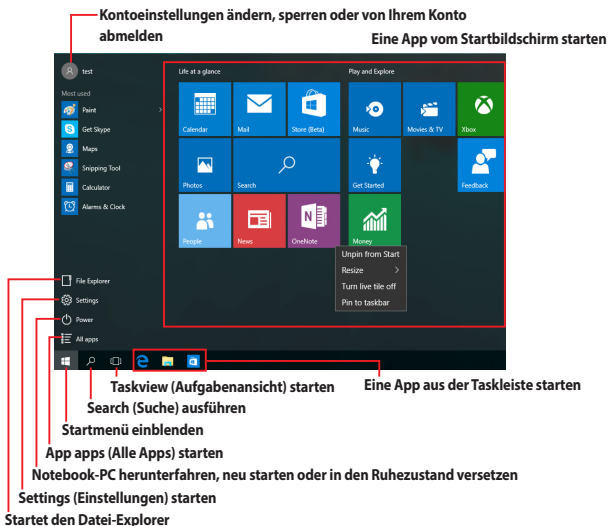 Kontoeinstellungen ändern, sperren oder von Ihrem Konto
abmelden
Eine App vom Startbildschirm starten
test
Most used
Paint
Get Skype
Maps
Snipping Tool
Calculator
Alarms & Clock
File Explorer
Settings
Power
All apps
Life at a glance
Calendar
Mail
Store (Beta)
Photos
Search
People
News
OneNote
Play and Explore
Music
Movies & TV
Xbox
Get Started
Feedback
Money
Unpin from Start
Resize
Turn live tile off
Pin to taskbar
Taskview (Aufgabenansicht) starten
Eine App aus der Taskleiste starten
Search (Suche) ausführen
Startmenü einblenden
App apps (Alle Apps) starten
Notebook-PC herunterfahren, neu starten oder in den Ruhezustand versetzen
Settings (Einstellungen) starten
Startet den Datei-Explorer